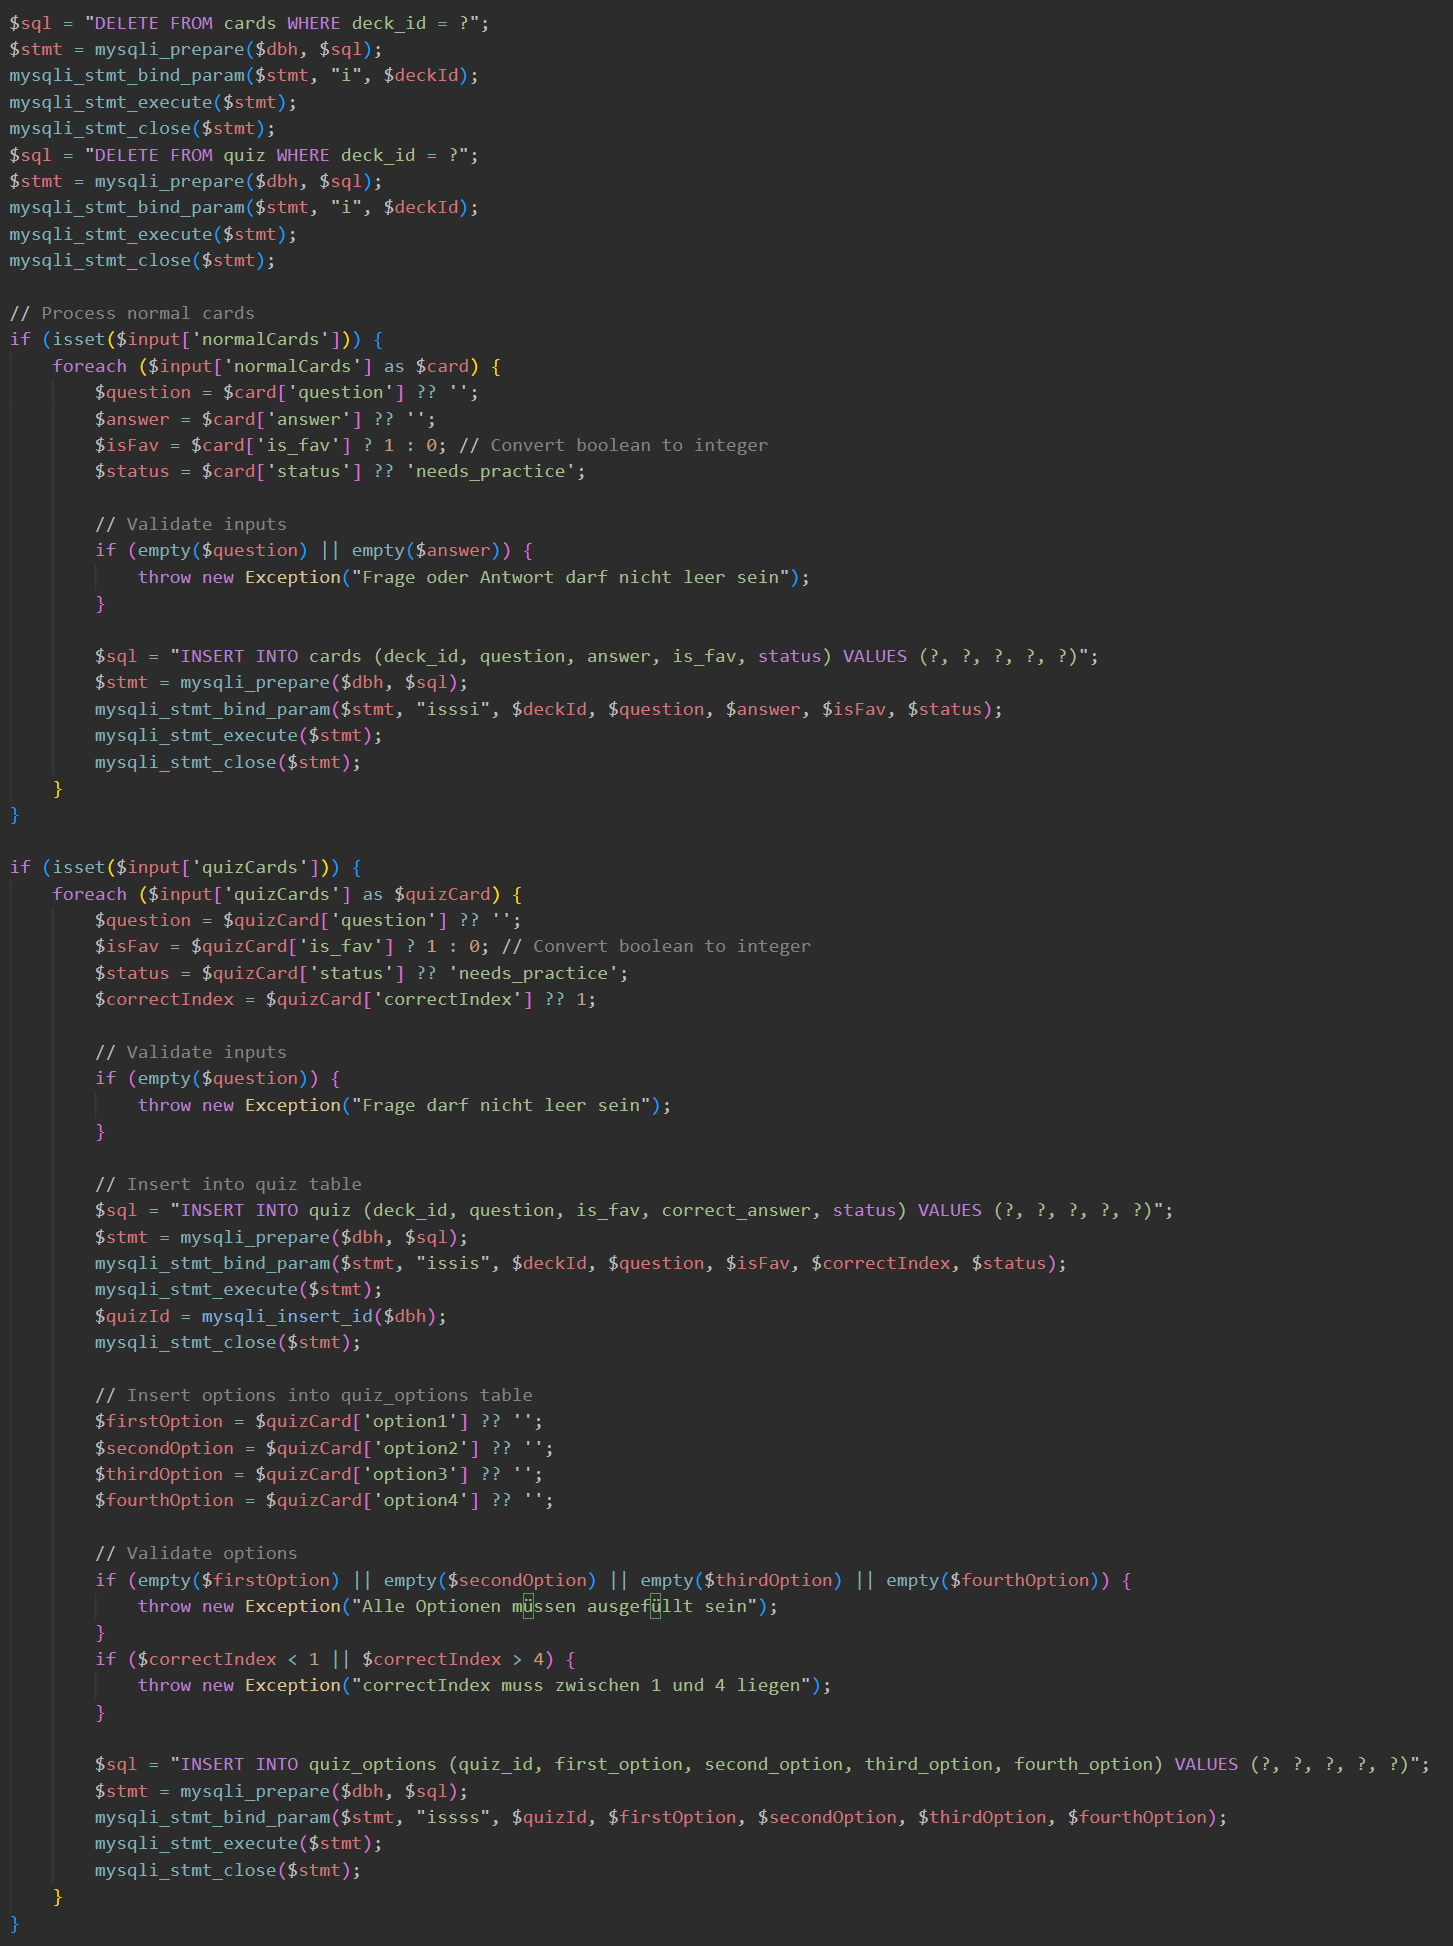 $sql = "DELETE FROM cards WHERE deck_id = ?";
$stmt = mysqli_prepare($dbh, $sql);
mysqli_stmt_bind_param($stmt, "i", $deckId);
mysqli_stmt_execute($stmt);
mysqli_stmt_close($stmt);
$sql = "DELETE FROM quiz WHERE deck_id = ?";
$stmt = mysqli_prepare($dbh, $sql);
mysqli_stmt_bind_param($stmt, "i", $deckId);
mysqli_stmt_execute($stmt);
mysqli_stmt_close($stmt);

// Process normal cards
if (isset($input['normalCards'])) {
    foreach ($input['normalCards'] as $card) {
        $question = $card['question'] ?? '';
        $answer = $card['answer'] ?? '';
        $isFav = $card['is_fav'] ? 1 : 0; // Convert boolean to integer
        $status = $card['status'] ?? 'needs_practice';

        // Validate inputs
        if (empty($question) || empty($answer)) {
            throw new Exception("Frage oder Antwort darf nicht leer sein");
        }

        $sql = "INSERT INTO cards (deck_id, question, answer, is_fav, status) VALUES (?, ?, ?, ?, ?)";
        $stmt = mysqli_prepare($dbh, $sql);
        mysqli_stmt_bind_param($stmt, "isssi", $deckId, $question, $answer, $isFav, $status);
        mysqli_stmt_execute($stmt);
        mysqli_stmt_close($stmt);
    }
}

if (isset($input['quizCards'])) {
    foreach ($input['quizCards'] as $quizCard) {
        $question = $quizCard['question'] ?? '';
        $isFav = $quizCard['is_fav'] ? 1 : 0; // Convert boolean to integer
        $status = $quizCard['status'] ?? 'needs_practice';
        $correctIndex = $quizCard['correctIndex'] ?? 1;

        // Validate inputs
        if (empty($question)) {
            throw new Exception("Frage darf nicht leer sein");
        }

        // Insert into quiz table
        $sql = "INSERT INTO quiz (deck_id, question, is_fav, correct_answer, status) VALUES (?, ?, ?, ?, ?)";
        $stmt = mysqli_prepare($dbh, $sql);
        mysqli_stmt_bind_param($stmt, "issis", $deckId, $question, $isFav, $correctIndex, $status);
        mysqli_stmt_execute($stmt);
        $quizId = mysqli_insert_id($dbh);
        mysqli_stmt_close($stmt);

        // Insert options into quiz_options table
        $firstOption = $quizCard['option1'] ?? '';
        $secondOption = $quizCard['option2'] ?? '';
        $thirdOption = $quizCard['option3'] ?? '';
        $fourthOption = $quizCard['option4'] ?? '';

        // Validate options
        if (empty($firstOption) || empty($secondOption) || empty($thirdOption) || empty($fourthOption)) {
            throw new Exception("Alle Optionen müssen ausgefüllt sein");
        }
        if ($correctIndex < 1 || $correctIndex > 4) {
            throw new Exception("correctIndex muss zwischen 1 und 4 liegen");
        }

        $sql = "INSERT INTO quiz_options (quiz_id, first_option, second_option, third_option, fourth_option) VALUES (?, ?, ?, ?, ?)";
        $stmt = mysqli_prepare($dbh, $sql);
        mysqli_stmt_bind_param($stmt, "issss", $quizId, $firstOption, $secondOption, $thirdOption, $fourthOption);
        mysqli_stmt_execute($stmt);
        mysqli_stmt_close($stmt);
    }
}